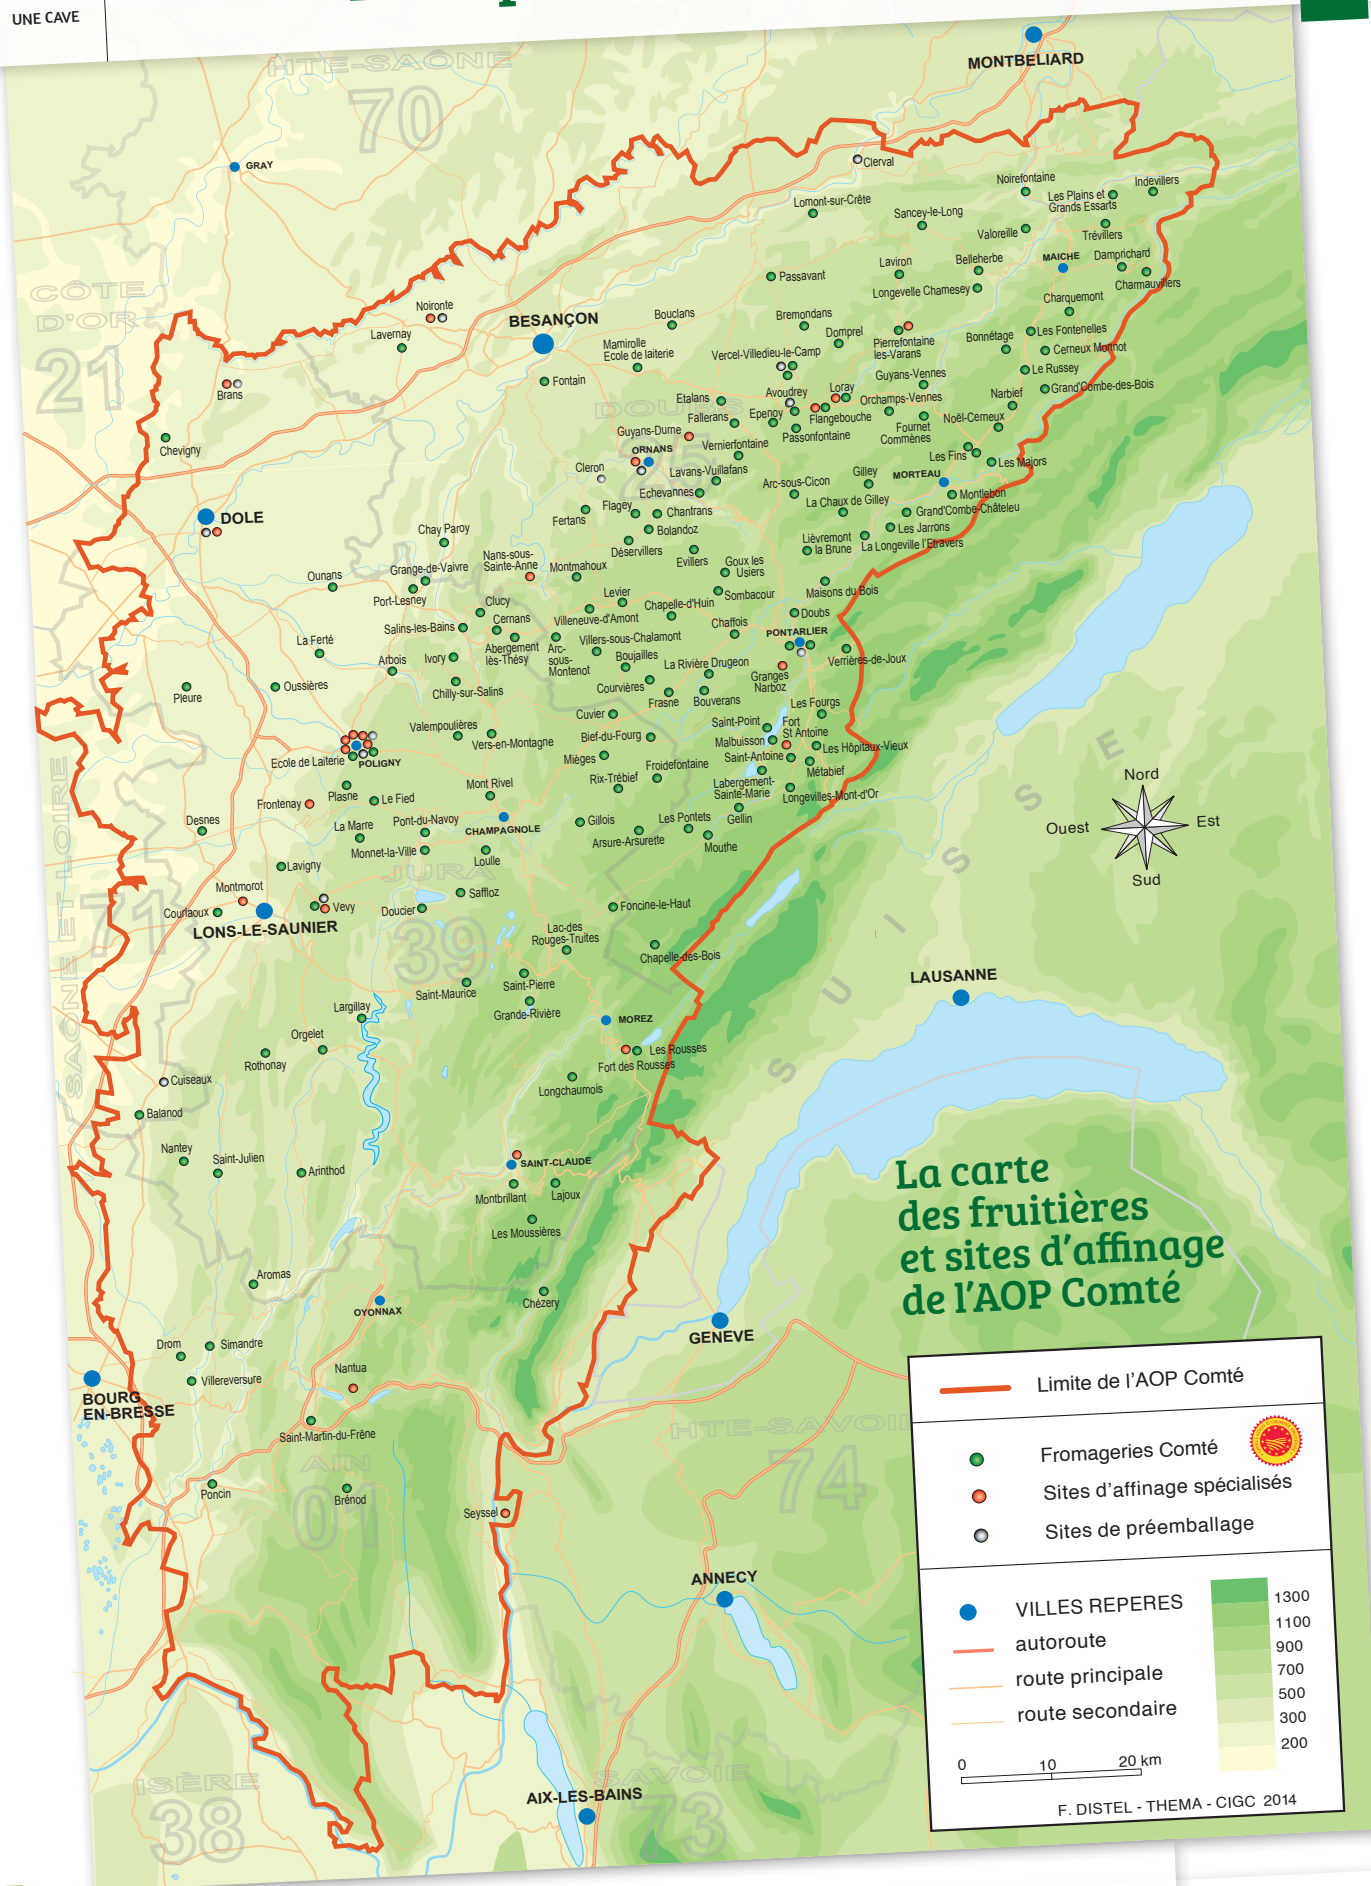 UNE CAVE
MONTBELIARD
HTE-SAÔNE
70
GRAY
Clerval
Noirefontaine
Indevillers
Les Plains et
Grands Essarts
Lomont-sur-Crête
Sancey-le-Long
Valoreille
Trévillers
MAICHE
Damprichard
Belleherbe
Laviron
Passavant
Charmauvillers
Longevelle Chamesey
Charquemont
CÔTE
D'OR
21
Noironte
BESANÇON
Bouclans
Bremondans
Lavernay
Domprel
Pierrefontaine
les-Varans
Bonnétage
Les Fontenelles
Cerneux Monnot
Mamirolle
Ecole de laiterie
Vercel-Villedieu-le-Camp
Le Russey
Guyans-Vennes
Fontain
Brans
Avoudrey
Loray
Narbief
Grand'Combe-des-Bois
Etalans
Orchamps-Vennes
DOUBS
25
Fallerans
Epenoy
Flangebouche
Noël-Cerneux
Fournet
Commènes
Guyans-Durne
Passonfontaine
Chevigny
ORNANS
Vernierfontaine
Les Fins
Les Majors
Cleron
Lavans-Vuillafans
Gilley
MORTEAU
Arc-sous-Cicon
Echevannes
Montlebon
La Chaux de Gilley
Flagey
Chantrans
Grand'Combe-Châteleu
DOLE
Fertans
Bolandoz
Les Jarrons
Chay Paroy
Lièvremont
la Brune
La Longeville l'Etravers
Déservillers
Nans-sous-
Sainte-Anne
Evillers
Goux les
Usiers
Grange-de-Vaivre
Montmahoux
Ounans
Maisons du Bois
Port-Lesney
Levier
Sombacour
Clucy
Chapelle-d'Huin
Cernans
Villeneuve-d'Amont
Doubs
Salins-les-Bains
Chaffois
PONTARLIER
La Ferté
Abergement
lès-Thésy
Arc-
sous-
Montenot
Villers-sous-Chalamont
Boujailles
Verrières-de-Joux
Arbois
Ivory
La Rivière Drugeon
Granges
Narboz
Oussières
Pleure
Chilly-sur-Salins
Courvières
Frasne
Bouverans
Les Fourgs
Cuvier
Saint-Point
Fort
St Antoine
Valempoulières
Vers-en-Montagne
Bief-du-Fourg
Malbuisson
Les Hôpitaux-Vieux
Ecole de Laiterie
POLIGNY
Mièges
Saint-Antoine
Froidefontaine
Métabief
Plasne
Mont Rivel
Rix-Trébief
Labergement-
Sainte-Marie
Longevilles-Mont-d'Or
Frontenay
Le Fied
Desnes
La Marre
Pont-du-Navoy
CHAMPAGNOLE
Gillois
Les Pontets
Gellin
Monnet-la-Ville
Arsure-Arsurette
Mouthe
Lavigny
Loulle
JURA
39
SAÔNE ET LOIRE
71
Montmorot
Saffloz
Courlaoux
Vevy
Doucier
Foncine-le-Haut
LONS-LE-SAUNIER
Lac-des
Rouges-Truites
Chapelle-des-Bois
Saint-Maurice
Saint-Pierre
Largillay
Grande-Rivière
MOREZ
Orgelet
Les Rousses
Rothonay
Fort des Rousses
Cuiseaux
Longchaumois
Balanod
Nantey
Saint-Julien
Arinthod
SAINT-CLAUDE
Montbrillant
Lajoux
Les Moussières
Aromas
Chézery
OYONNAX
Drom
Simandre
Villereversure
Nantua
BOURG
EN-BRESSE
Saint-Martin-du-Frêne
AIN
01
Poncin
Brénod
Seyssel
SUISSE
Nord
Ouest
Est
Sud
LAUSANNE
GENEVE
HTE-SAVOIE
74
ANNECY
AIX-LES-BAINS
SAVOIE
73
ISÈRE
38
La carte
des fruitières
et sites d'affinage
de l'AOP Comté
Limite de l'AOP Comté
Fromageries Comté
Sites d'affinage spécialisés
Sites de préemballage
VILLES REPERES
autoroute
route principale
route secondaire
1300
1100
900
700
500
300
200
0 10 20 km
F. DISTEL - THEMA - CIGC 2014